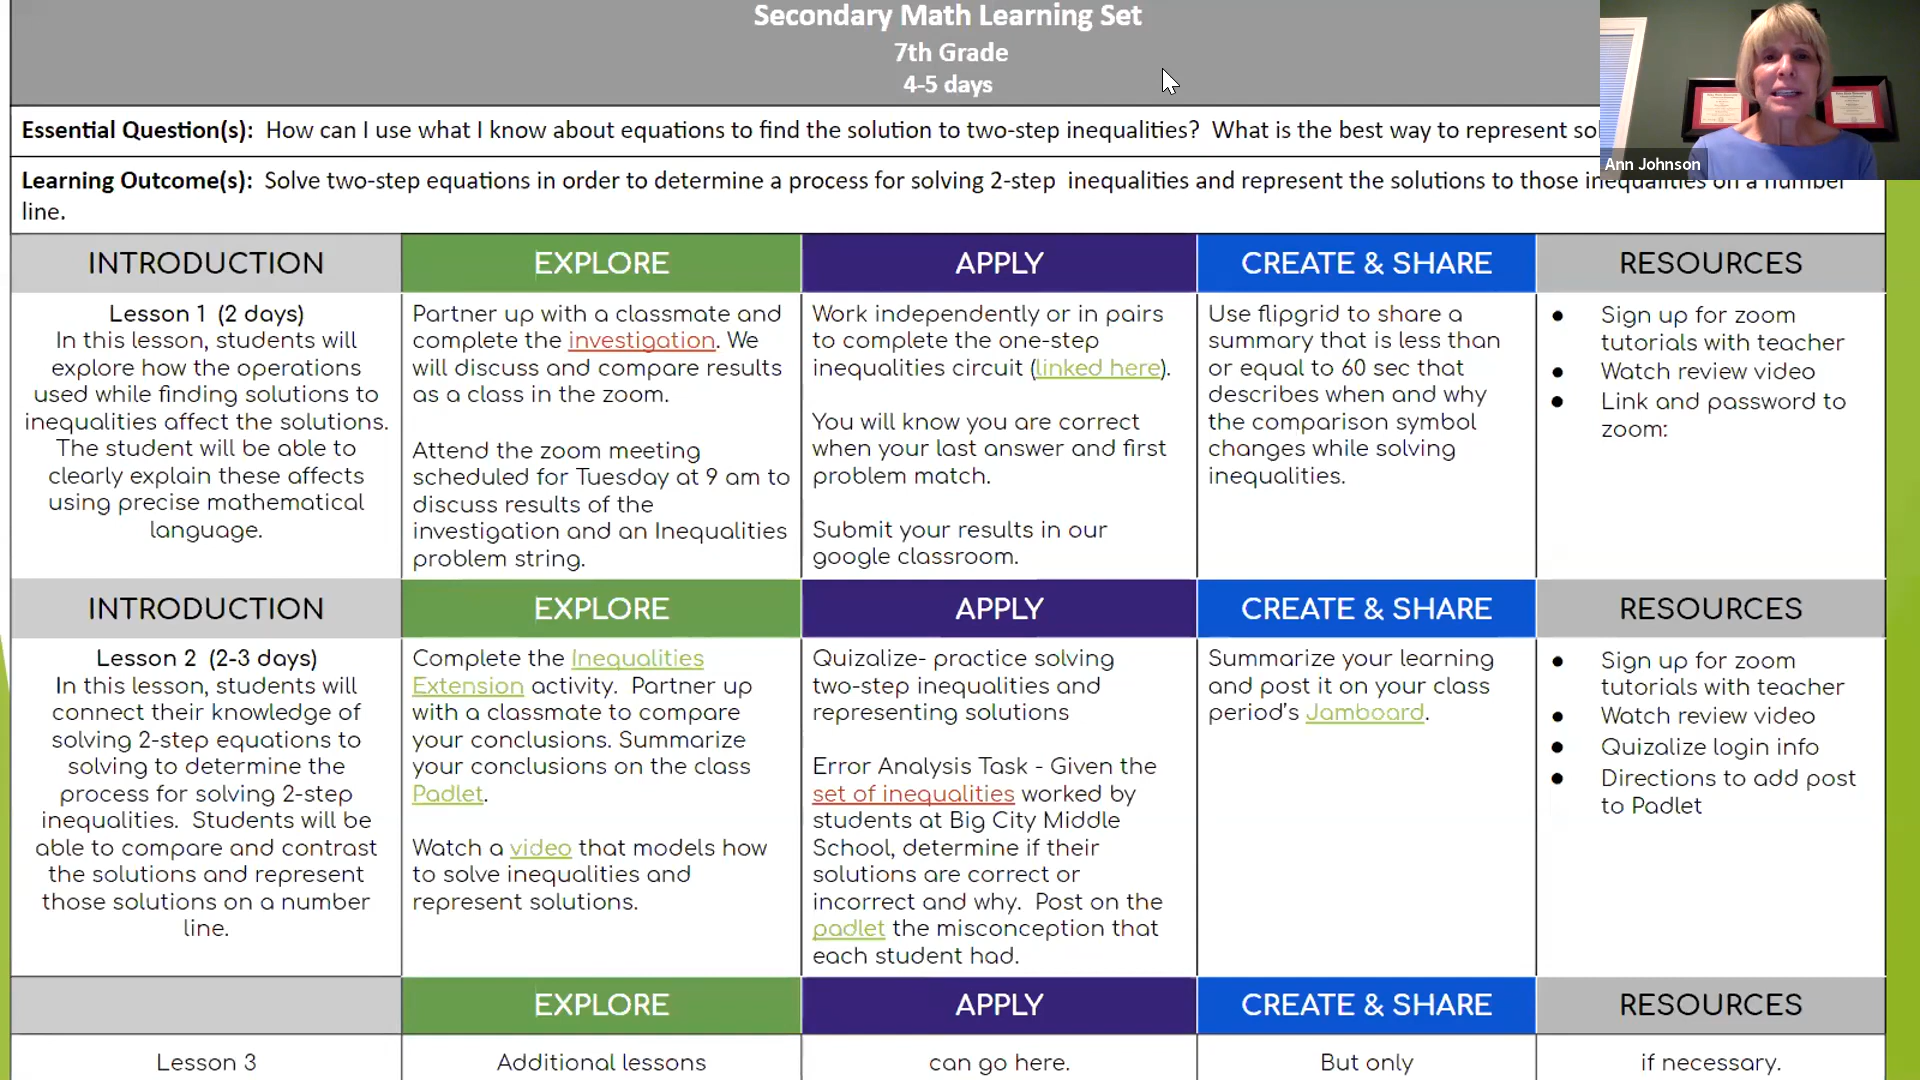 Secondary Math Learning Set
7th Grade
4-5 days
Ann Johnson
Essential Question(s): How can I use what I know about equations to find the solution to two-step inequalities? What is the best way to represent
Learning Outcome(s): Solve two-step equations in order to determine a process for solving 2-step inequalities and represent the solutions to those inequalities on a number
line.
INTRODUCTION
Lesson 1 (2 days)
In this lesson, students will
explore how the operations
used while finding solutions to
inequalities affect the solutions.
The student will be able to
clearly explain these affects
using precise mathematical
language.
EXPLORE
Partner up with a classmate and
complete the investigation. We
will discuss and compare results
as a class in the zoom.
Attend the zoom meeting
scheduled for Tuesday at 9 am to
discuss results of the
investigation and an Inequalities
problem string.
APPLY
Work independently or in pairs
to complete the one-step
inequalities circuit (linked here).
You will know you are correct
when your last answer and first
problem match.
Submit your results in our
google classroom.
CREATE & SHARE
Use flipgrid to share a
summary that is less than
or equal to 60 sec that
describes when and why
the comparison symbol
changes while solving
inequalities.
RESOURCES
● Sign up for zoom
tutorials with teacher
● Watch review video
● Link and password to
zoom:
INTRODUCTION
Lesson 2 (2-3 days)
In this lesson, students will
connect their knowledge of
solving 2-step equations to
solving to determine the
process for solving 2-step
inequalities. Students will be
able to compare and contrast
the solutions and represent
those solutions on a number
line.
EXPLORE
Complete the Inequalities
Extension activity. Partner up
with a classmate to compare
your conclusions. Summarize
your conclusions on the class
Padlet.
Watch a video that models how
to solve inequalities and
represent solutions.
APPLY
Quizalize- practice solving
two-step inequalities and
representing solutions
Error Analysis Task - Given the
set of inequalities worked by
students at Big City Middle
School, determine if their
solutions are correct or
incorrect and why. Post on the
padlet the misconception that
each student had.
CREATE & SHARE
Summarize your learning
and post it on your class
period's Jamboard.
RESOURCES
● Sign up for zoom
tutorials with teacher
● Watch review video
● Quizalize login info
● Directions to add post
to Padlet
EXPLORE
APPLY
CREATE & SHARE
RESOURCES
Lesson 3
Additional lessons
can go here.
But only
if necessary.